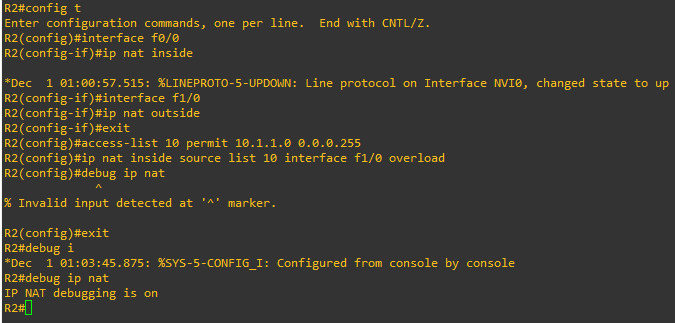 R2#config t
Enter configuration commands, one per line.  End with CNTL/Z.
R2(config)#interface f0/0
R2(config-if)#ip nat inside
*Dec  1 01:00:57.515: %LINEPROTO-5-UPDOWN: Line protocol on Interface NVI0, changed state to up
R2(config-if)#interface f1/0
R2(config-if)#ip nat outside
R2(config-if)#exit
R2(config)#access-list 10 permit 10.1.1.0 0.0.0.255
R2(config)#ip nat inside source list 10 interface f1/0 overload
R2(config)#debug ip nat
^
% Invalid input detected at '^' marker.
R2(config)#exit
R2#debug i
*Dec  1 01:03:45.875: %SYS-5-CONFIG_I: Configured from console by console
R2#debug ip nat
IP NAT debugging is on
R2#